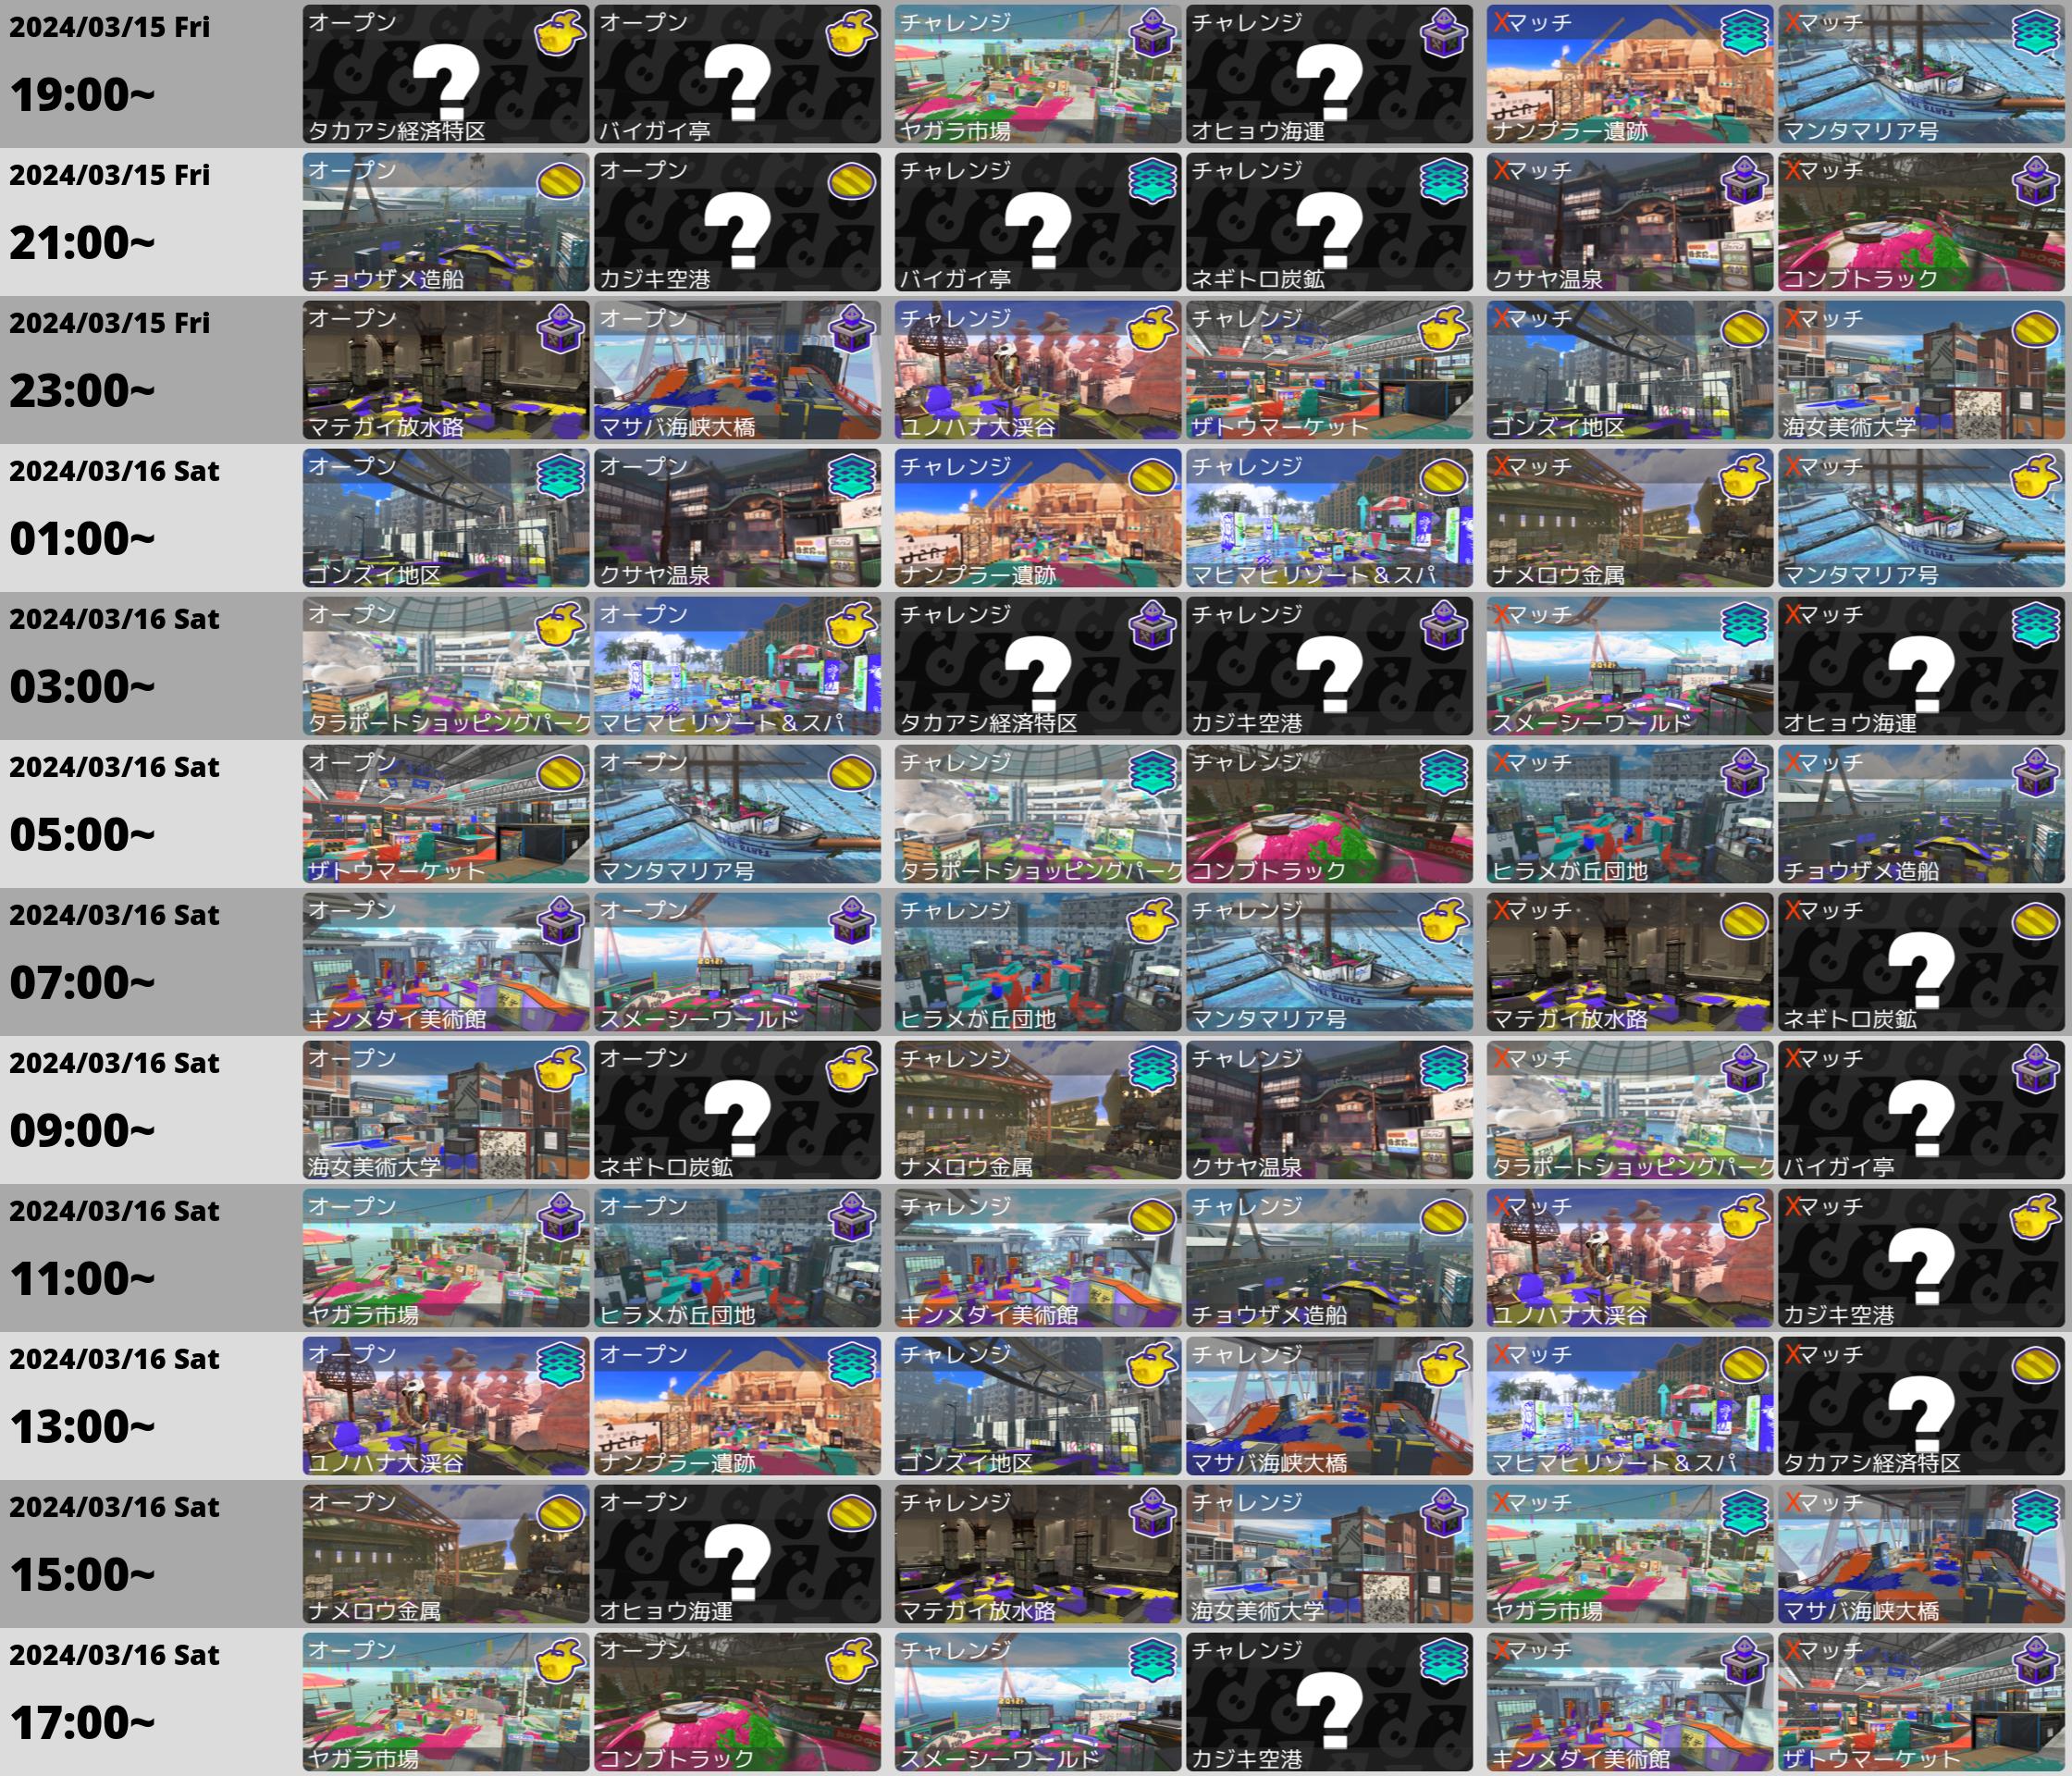 2024/03/15 Fri
19:00~
オープン
タカアシ経済特区
オープン
バイガイ亭
チャレンジ
ヤガラ市場
チャレンジ
オヒョウ海運
Xマッチ
ナンプラー遺跡
Xマッチ
マンタマリア号
2024/03/15 Fri
21:00~
オープン
チョウザメ造船
オープン
カジキ空港
チャレンジ
バイガイ亭
チャレンジ
ネギトロ炭鉱
Xマッチ
クサヤ温泉
Xマッチ
コンブトラック
2024/03/15 Fri
23:00~
オープン
マテガイ放水路
オープン
マサバ海峡大橋
チャレンジ
ユノハナ大渓谷
チャレンジ
ザトウマーケット
Xマッチ
ゴンズイ地区
Xマッチ
海女美術大学
2024/03/16 Sat
01:00~
オープン
ゴンズイ地区
オープン
クサヤ温泉
チャレンジ
ナンプラー遺跡
チャレンジ
マヒマヒリゾート&スパ
Xマッチ
ナメロウ金属
Xマッチ
マンタマリア号
2024/03/16 Sat
03:00~
オープン
タラポートショッピングパーク
オープン
マヒマヒリゾート&スパ
チャレンジ
タカアシ経済特区
チャレンジ
カジキ空港
Xマッチ
スメーシーワールド
Xマッチ
オヒョウ海運
2024/03/16 Sat
05:00~
オープン
ザトウマーケット
オープン
マンタマリア号
チャレンジ
タラポートショッピングパーク
チャレンジ
コンブトラック
Xマッチ
ヒラメが丘団地
Xマッチ
チョウザメ造船
2024/03/16 Sat
07:00~
オープン
キンメダイ美術館
オープン
スメーシーワールド
チャレンジ
ヒラメが丘団地
チャレンジ
マンタマリア号
Xマッチ
マテガイ放水路
Xマッチ
ネギトロ炭鉱
2024/03/16 Sat
09:00~
オープン
海女美術大学
オープン
ネギトロ炭鉱
チャレンジ
ナメロウ金属
チャレンジ
クサヤ温泉
Xマッチ
タラポートショッピングパーク
Xマッチ
バイガイ亭
2024/03/16 Sat
11:00~
オープン
ヤガラ市場
オープン
ヒラメが丘団地
チャレンジ
キンメダイ美術館
チャレンジ
チョウザメ造船
Xマッチ
ユノハナ大渓谷
Xマッチ
カジキ空港
2024/03/16 Sat
13:00~
オープン
ユノハナ大渓谷
オープン
ナンプラー遺跡
チャレンジ
ゴンズイ地区
チャレンジ
マサバ海峡大橋
Xマッチ
マヒマヒリゾート&スパ
Xマッチ
タカアシ経済特区
2024/03/16 Sat
15:00~
オープン
ナメロウ金属
オープン
オヒョウ海運
チャレンジ
マテガイ放水路
チャレンジ
海女美術大学
Xマッチ
ヤガラ市場
Xマッチ
マサバ海峡大橋
2024/03/16 Sat
17:00~
オープン
ヤガラ市場
オープン
コンブトラック
チャレンジ
スメーシーワールド
チャレンジ
カジキ空港
Xマッチ
キンメダイ美術館
Xマッチ
ザトウマーケット